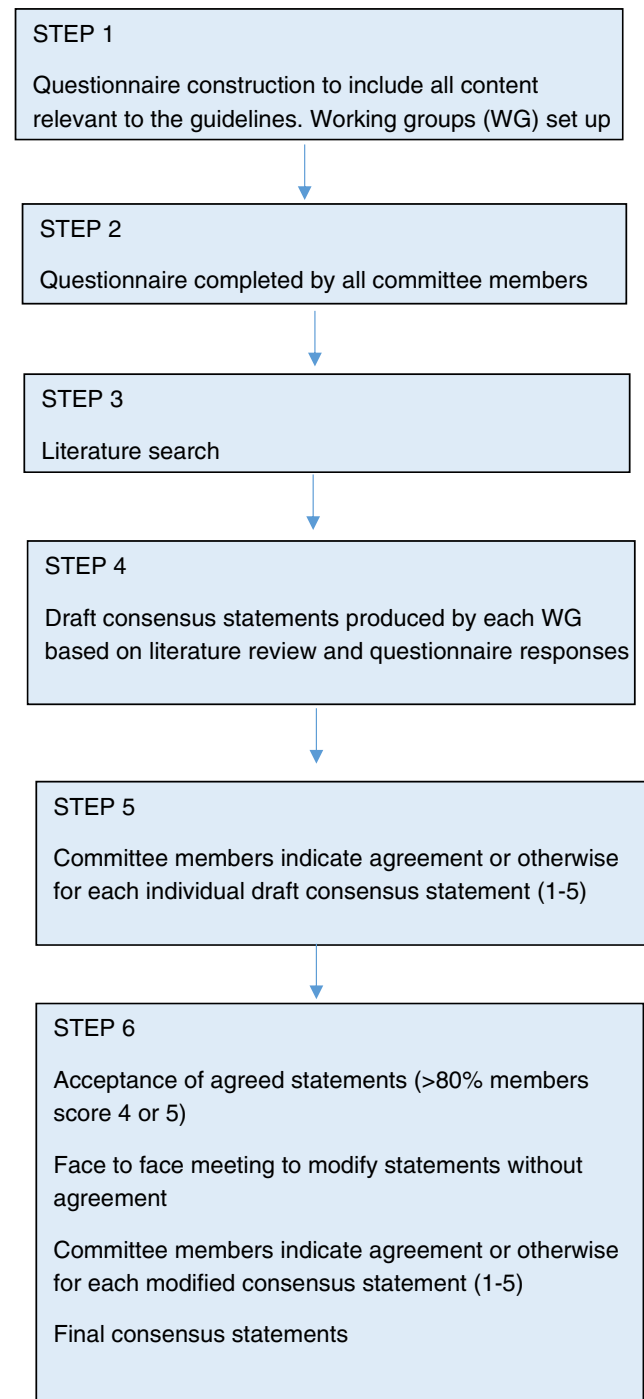 STEP 1
Questionnaire construction to include all content
relevant to the guidelines. Working groups (WG) set up
STEP 2
Questionnaire completed by all committee members
STEP 3
Literature search
STEP 4
Draft consensus statements produced by each WG
based on literature review and questionnaire responses
STEP 5
Committee members indicate agreement or otherwise
for each individual draft consensus statement (1-5)
STEP 6
Acceptance of agreed statements (>80% members
score 4 or 5)
Face to face meeting to modify statements without
agreement
Committee members indicate agreement or otherwise
for each modified consensus statement (1-5)
Final consensus statements